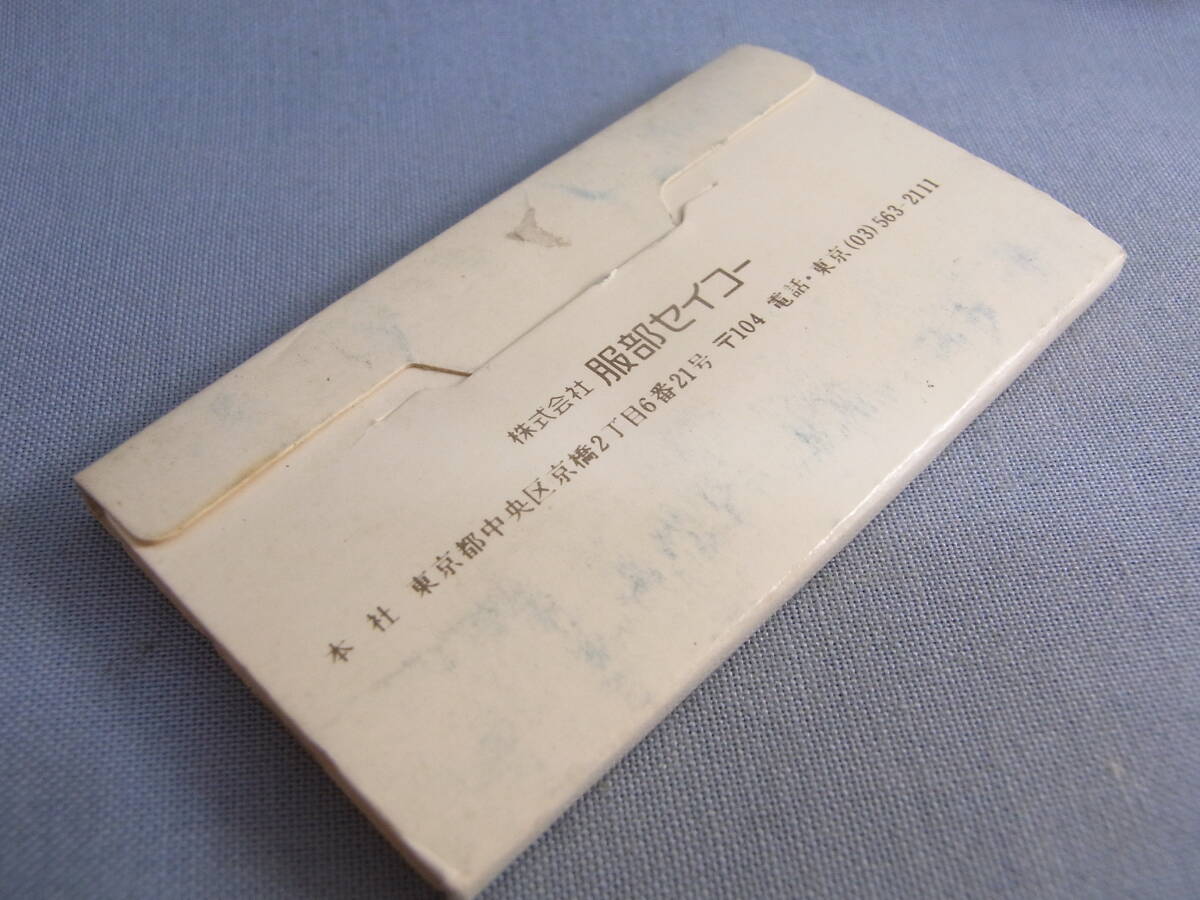 株式会社 服部セイコー
本社 東京都中央区京橋2丁目6番21号 〒104 電話・東京(03)563-2111